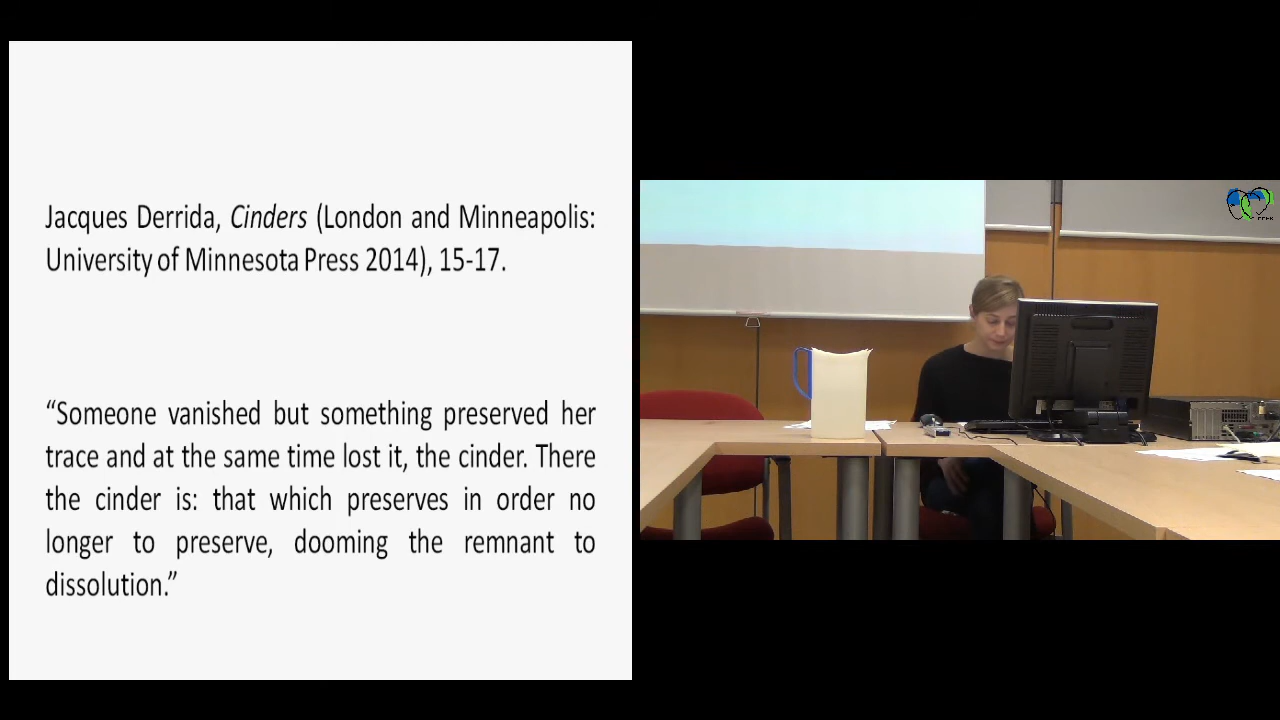 Jacques Derrida, Cinders (London and Minneapolis:
University of Minnesota Press 2014), 15-17.
“Someone vanished but something preserved her
trace and at the same time lost it, the cinder. There
the cinder is: that which preserves in order no
longer to preserve, dooming the remnant to
dissolution.”